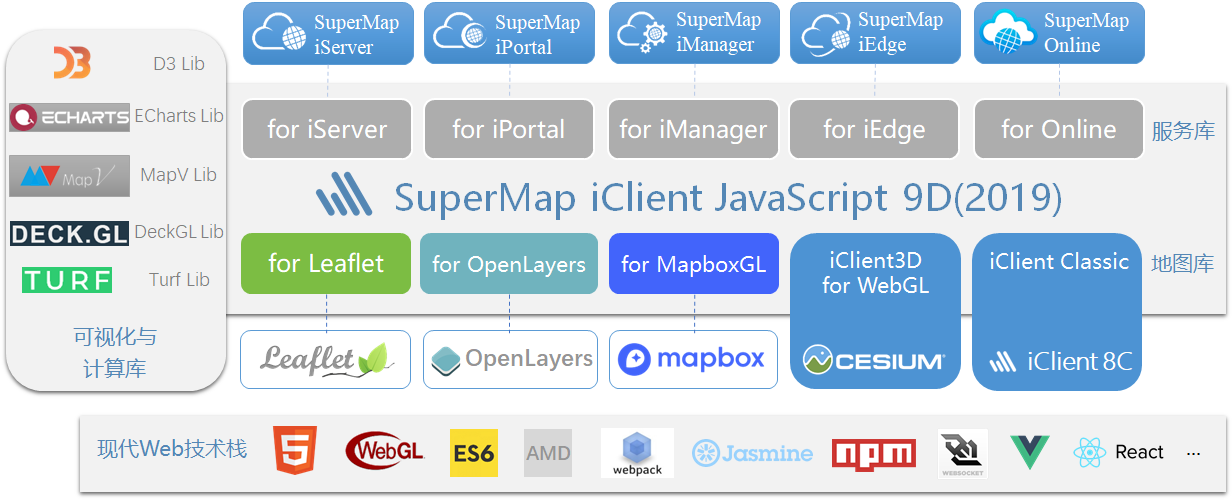 SuperMap
iServer
SuperMap
iPortal
SuperMap
iManager
SuperMap
iEdge
SuperMap
Online
D3 Lib
ECHARTS
ECharts Lib
MapV
MapV Lib
DECK.GL
DeckGL Lib
TURF
Turf Lib
可视化与
计算库
for iServer
for iPortal
for iManager
for iEdge
for Online
服务库
SuperMap iClient JavaScript 9D(2019)
for Leaflet
for OpenLayers
for MapboxGL
iClient3D
for WebGL
iClient Classic
地图库
Leaflet
OpenLayers
mapbox
CESIUM
iClient 8C
现代Web技术栈
5
WebGL
ES6
AMD
webpack
Jasmine
npm
WEBSOCKET
React
...